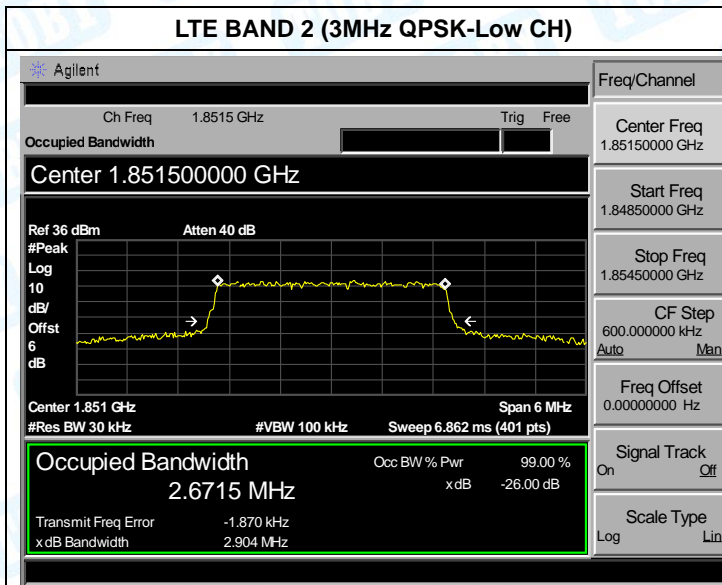 LTE BAND 2 (3MHz QPSK-Low CH)
Agilent
Freq/Channel
Ch Freq 1.8515 GHz Trig Free
Occupied Bandwidth
Center 1.851500000 GHz
Ref 36 dBm Atten 40 dB
#Peak
Log
10
dB/
Offst
6
dB
Center 1.851 GHz Span 6 MHz
#Res BW 30 kHz #VBW 100 kHz Sweep 6.862 ms (401 pts)
Occupied Bandwidth Occ BW % Pwr 99.00 %
2.6715 MHz x dB -26.00 dB
Transmit Freq Error -1.870 kHz
x dB Bandwidth 2.904 MHz
Center Freq
1.85150000 GHz
Start Freq
1.84850000 GHz
Stop Freq
1.85450000 GHz
CF Step
600.000000 kHz
Auto Man
Freq Offset
0.00000000 Hz
Signal Track
On Off
Scale Type
Log Lin